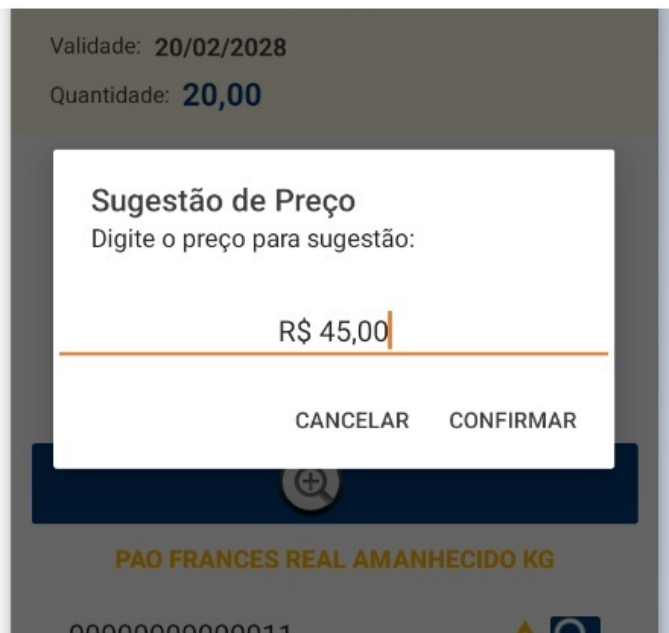 Validade: 20/02/2028
Quantidade: 20,00
Sugestão de Preço
Digite o preço para sugestão:
R$ 45,00
CANCELAR CONFIRMAR
PAO FRANCES REAL AMANHECIDO KG